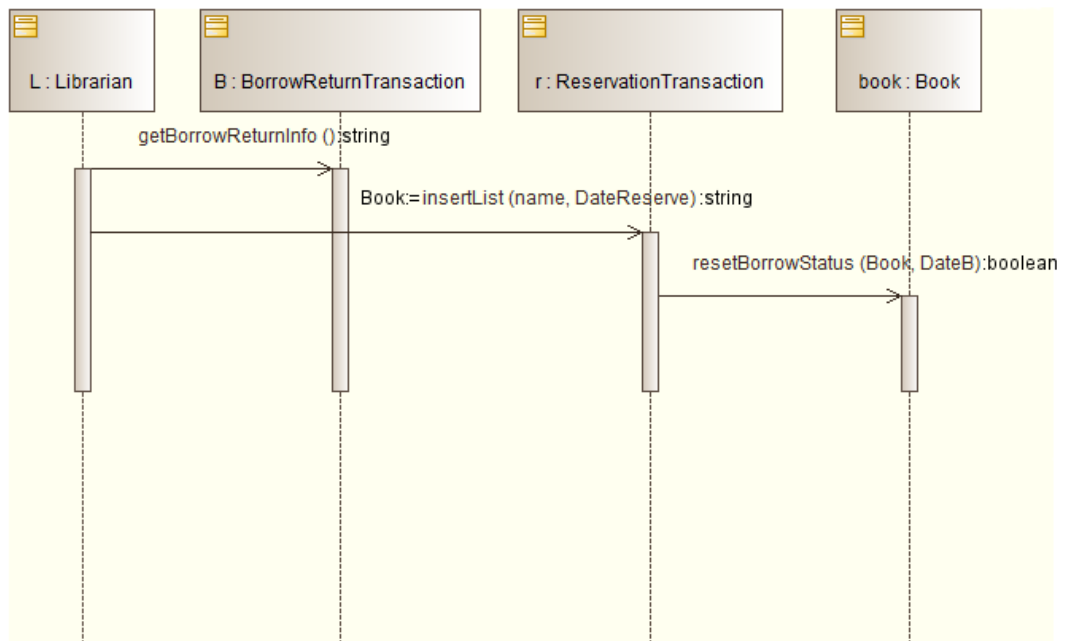 L : Librarian
B : BorrowReturnTransaction
r : ReservationTransaction
book : Book
getBorrowReturnInfo ():string
Book:=insertList (name, DateReserve) :string
resetBorrowStatus (Book, DateB):boolean